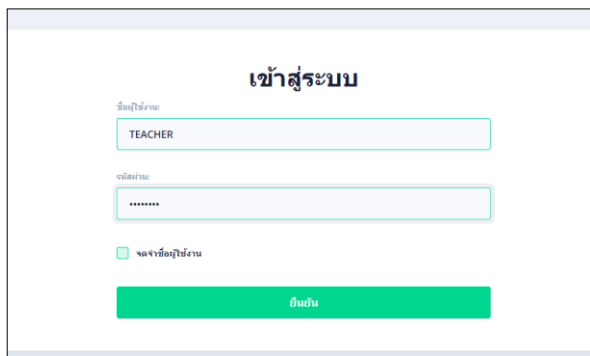 เข้าสู่ระบบ
ชื่อผู้ใช้งาน:
TEACHER
รหัสผ่าน:
••••••••
จดจำชื่อผู้ใช้งาน
ยืนยัน